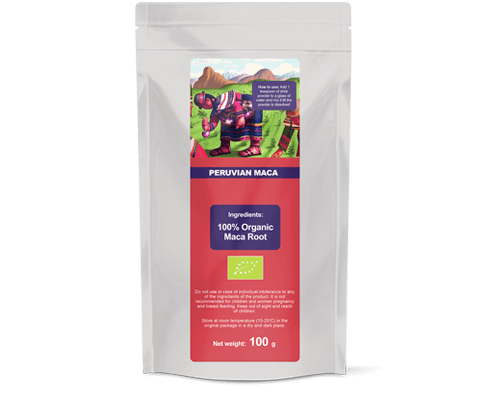 How to use: Add 1
teaspoon of drink
powder to a glass of
water and mix it till the
powder is dissolved!
PERUVIAN MACA
Ingredients:
100% Organic
Maca Root
Do not use in case of individual intolerance to any
of the ingredients of the product. It is not
recommended for children and women pregnancy
and breast feeding. Keep out of sight and reach
of children.
Store at room temperature (15-25°C) in the
original package in a dry and dark place.
Net weight: 100 g